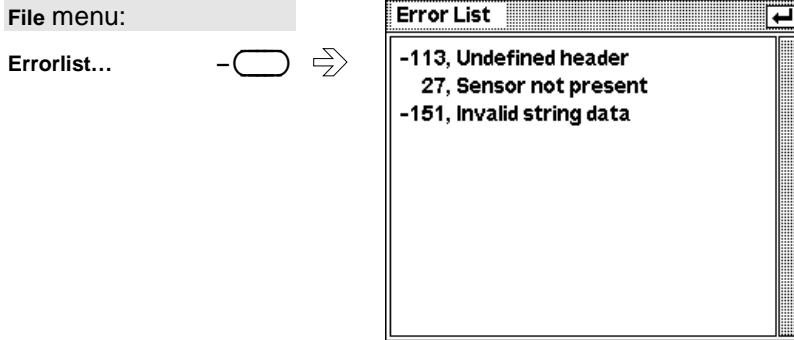 File menu:
Errorlist…
Error List
-113, Undefined header
27, Sensor not present
-151, Invalid string data